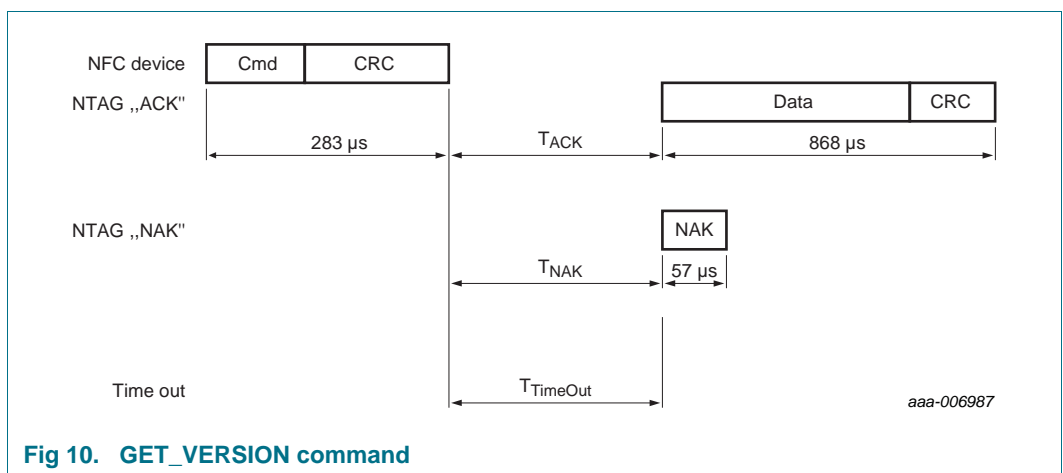 NFC device Cmd CRC
NTAG ,,ACK" Data CRC
283 µs TACK 868 µs
NTAG ,,NAK" NAK
TNAK 57 µs
Time out TTimeOut aaa-006987
Fig 10. GET_VERSION command